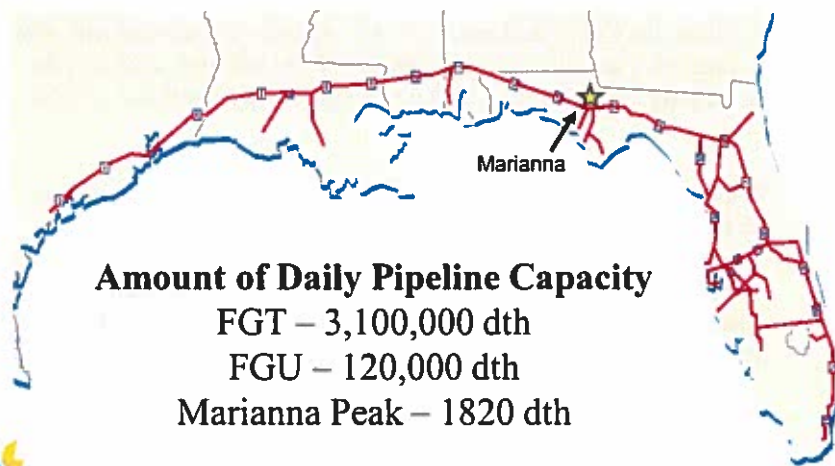 Marianna
Amount of Daily Pipeline Capacity
FGT – 3,100,000 dth
FGU – 120,000 dth
Marianna Peak – 1820 dth